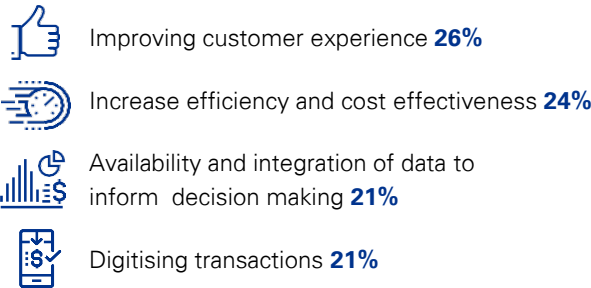 Improving customer experience 26%
Increase efficiency and cost effectiveness 24%
Availability and integration of data to
inform decision making 21%
Digitising transactions 21%